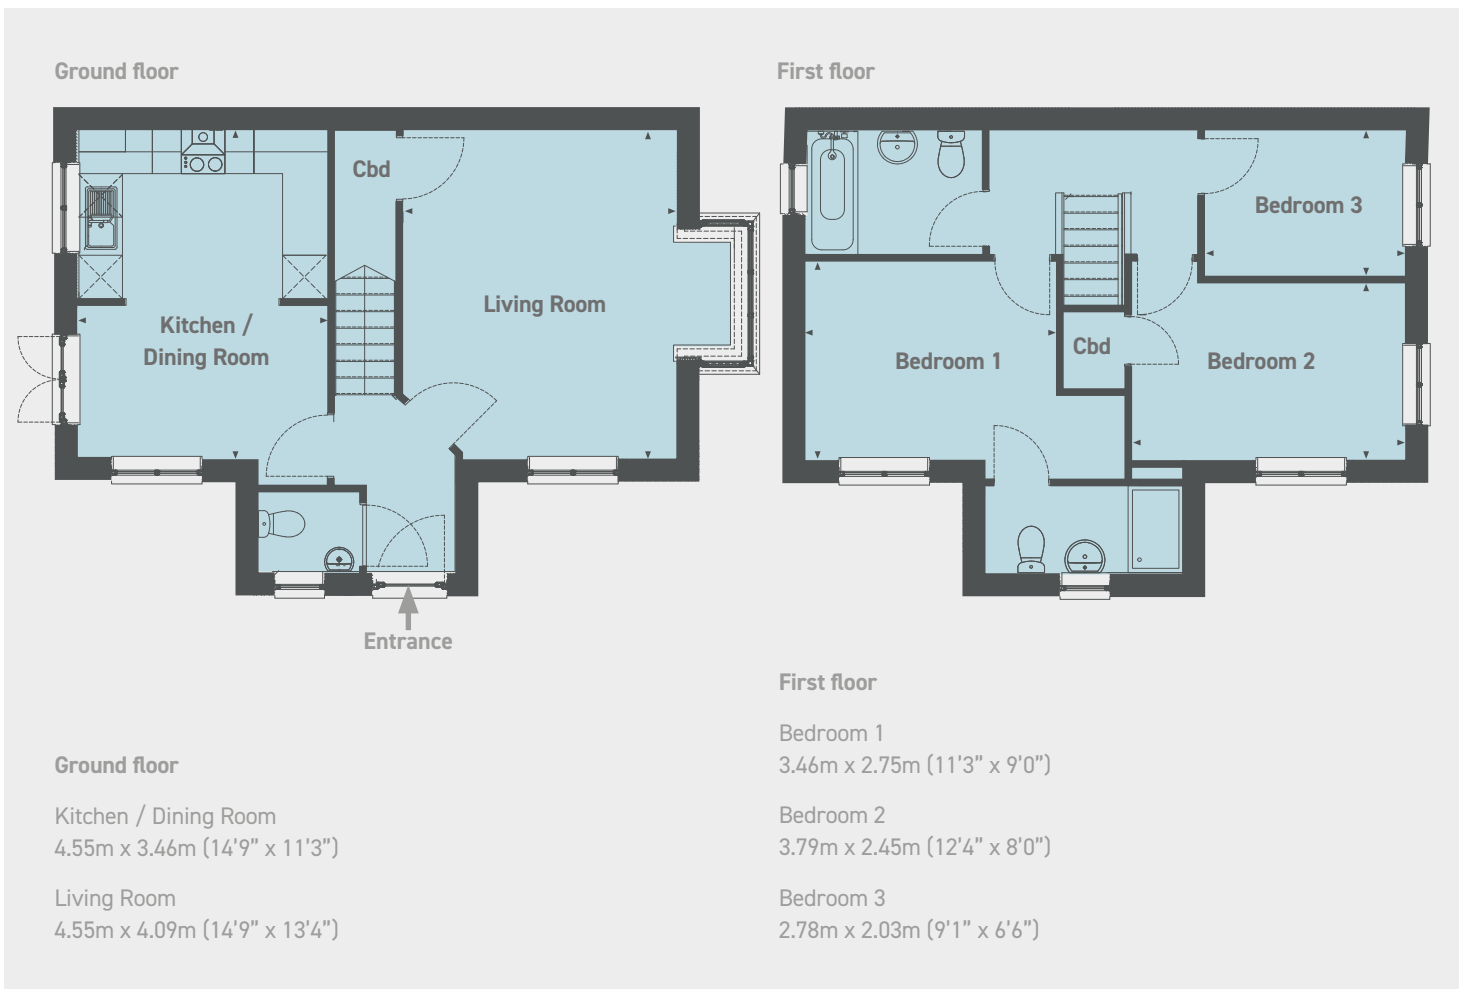 Ground floor
Cbd
Kitchen /
Dining Room
Living Room
Entrance
First floor
Bedroom 3
Bedroom 1
Cbd
Bedroom 2
Ground floor
Kitchen / Dining Room
4.55m x 3.46m (14'9” x 11'3”)
Living Room
4.55m x 4.09m (14'9” x 13'4”)
First floor
Bedroom 1
3.46m x 2.75m (11'3” x 9'0”)
Bedroom 2
3.79m x 2.45m (12'4” x 8'0”)
Bedroom 3
2.78m x 2.03m (9'1” x 6'6”)